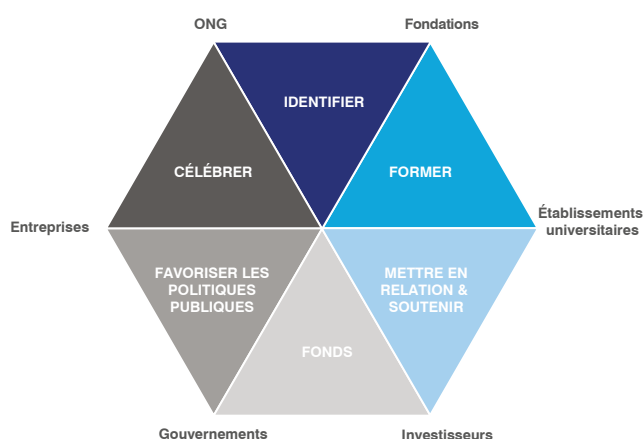 ONG
Fondations
IDENTIFIER
CÉLÉBRER
FORMER
Entreprises
Établissements
universitaires
FAVORISER LES
POLITIQUES
PUBLIQUES
METTRE EN
RELATION &
SOUTENIR
FONDS
Gouvernements
Investisseurs